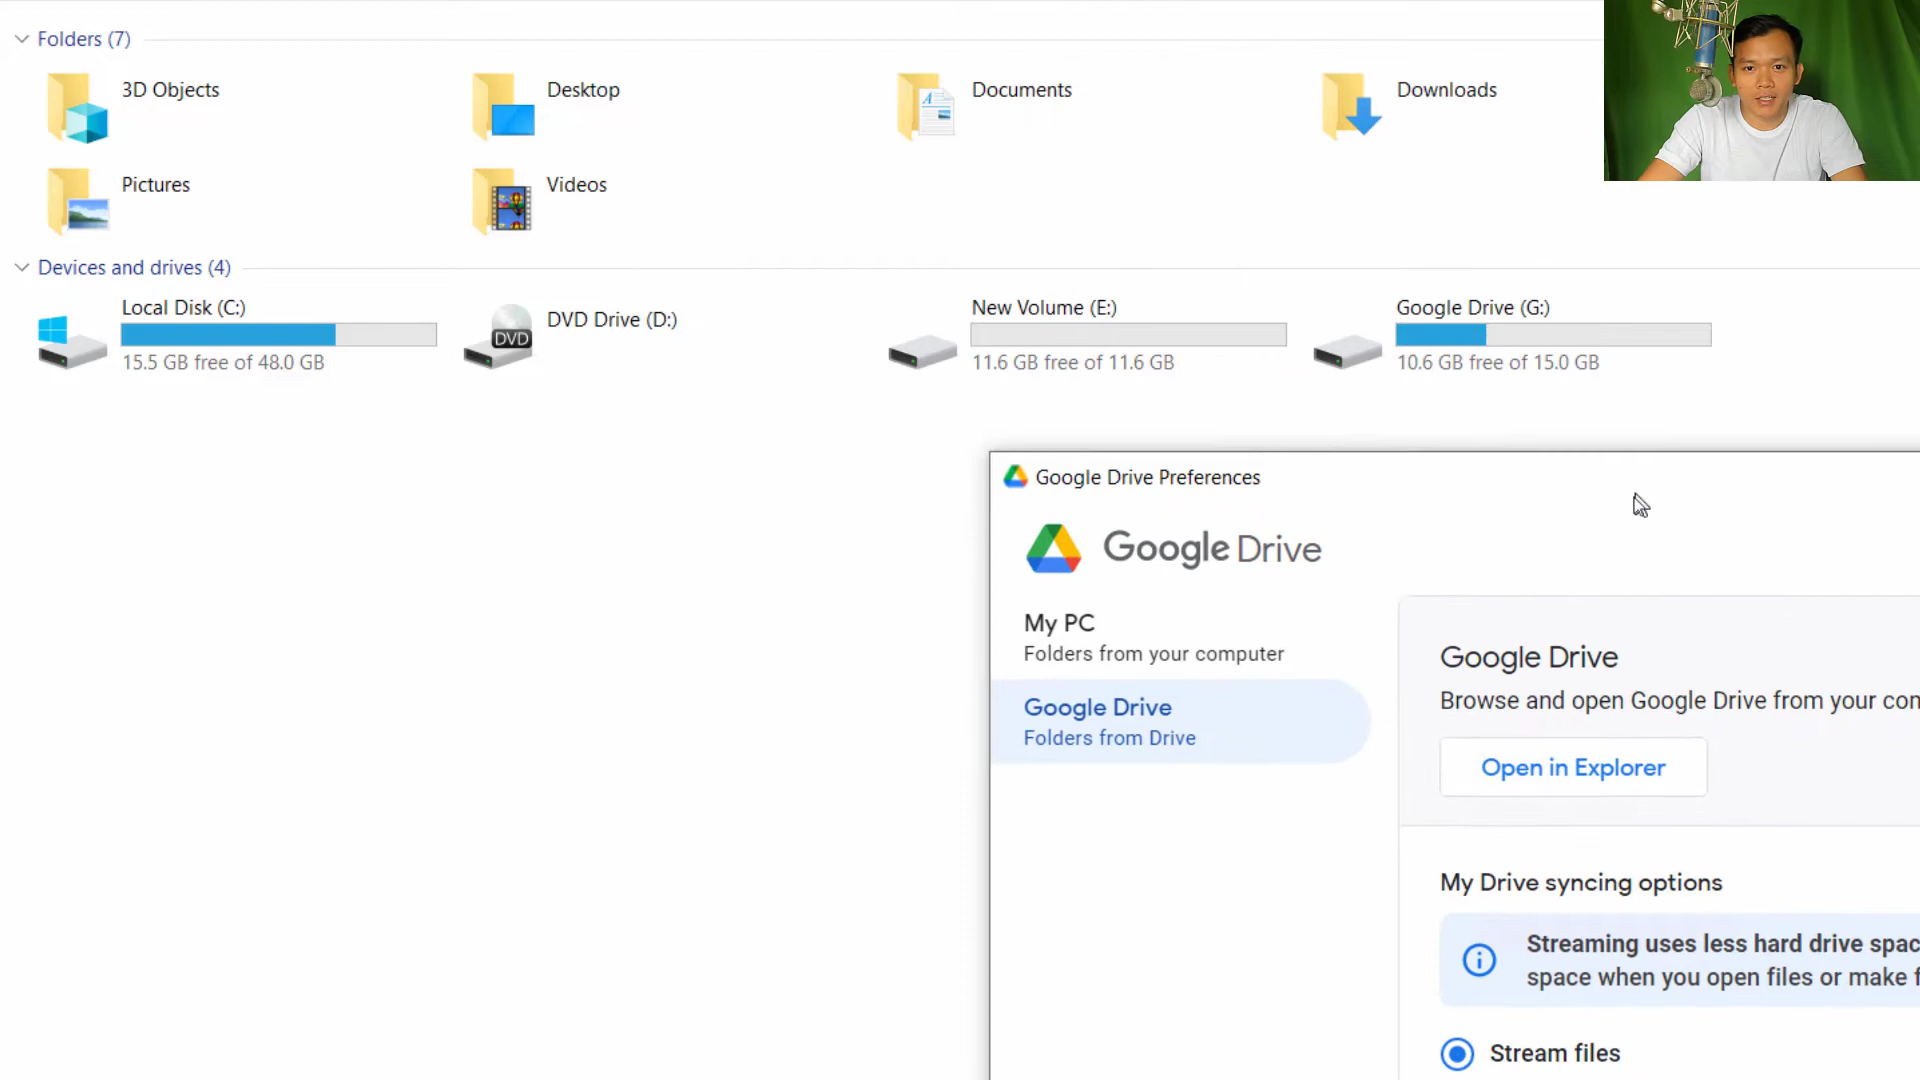 Folders (7)
3D Objects
Desktop
Documents
Downloads
Pictures
Videos
Devices and drives (4)
Local Disk (C:)
15.5 GB free of 48.0 GB
DVD
DVD Drive (D:)
New Volume (E:)
11.6 GB free of 11.6 GB
Google Drive (G:)
10.6 GB free of 15.0 GB
Google Drive Preferences
Google Drive
My PC
Folders from your computer
Google Drive
Folders from Drive
Google Drive
Browse and open Google Drive from your con
Open in Explorer
My Drive syncing options
Streaming uses less hard drive spac
space when you open files or make f
Stream files